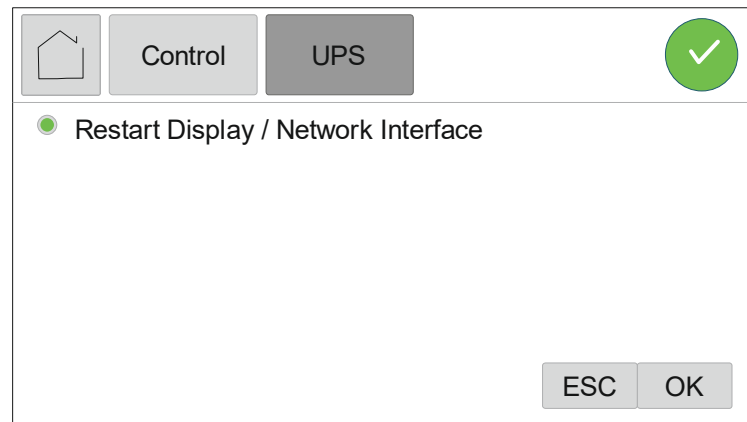 Control
UPS
Restart Display / Network Interface
ESC
OK